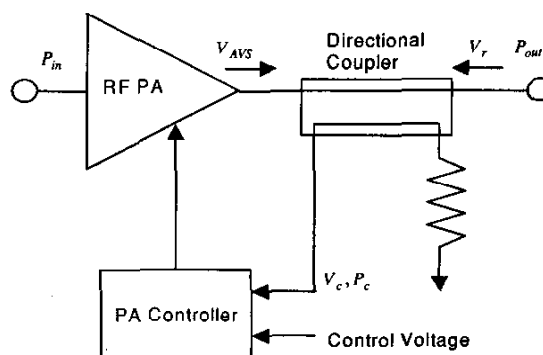 Directional
Coupler
P_in
V_AVS
V_r
P_out
RF PA
V_c, P_c
PA Controller
Control Voltage